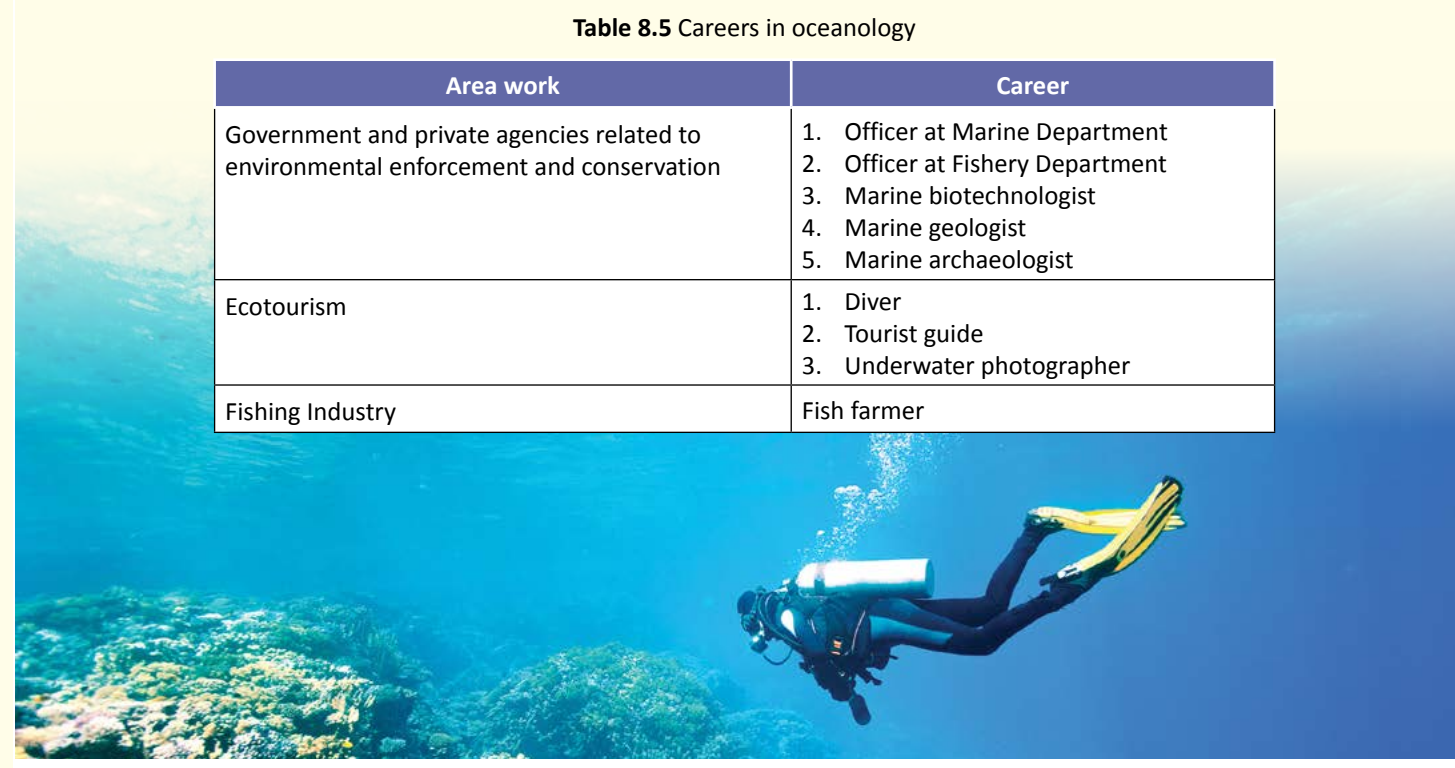 Table 8.5 Careers in oceanology
Area work
Career
Government and private agencies related to
environmental enforcement and conservation
1. Officer at Marine Department
2. Officer at Fishery Department
3. Marine biotechnologist
4. Marine geologist
5. Marine archaeologist
Ecotourism
1. Diver
2. Tourist guide
3. Underwater photographer
Fishing Industry
Fish farmer